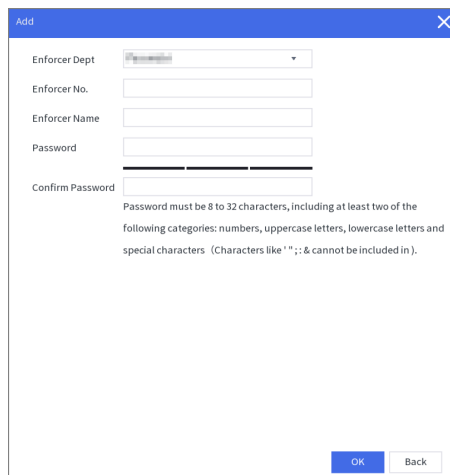 Add
Enforcer Dept
Enforcer No.
Enforcer Name
Password
Confirm Password
Password must be 8 to 32 characters, including at least two of the
following categories: numbers, uppercase letters, lowercase letters and
special characters（Characters like ' " ; : & cannot be included in ).
OK Back